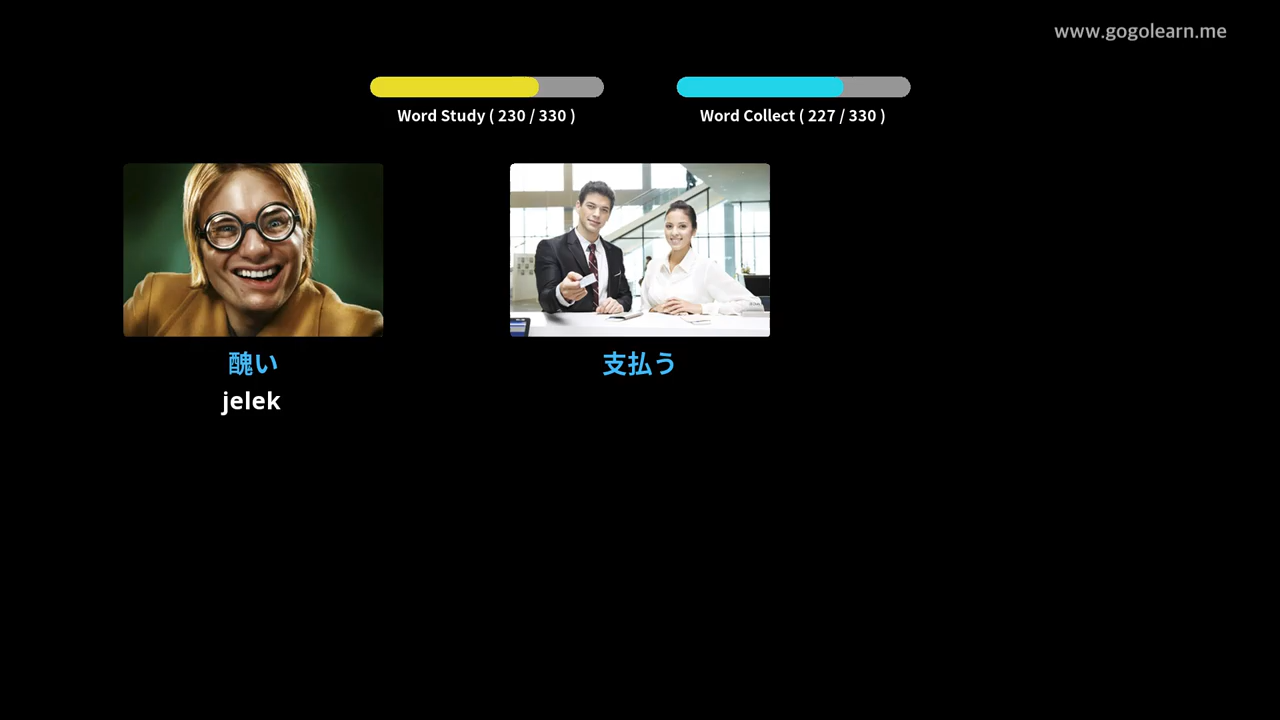 www.gogolearn.me
Word Study ( 230 / 330 )
Word Collect ( 227 / 330 )
醜い
jelek
支払う